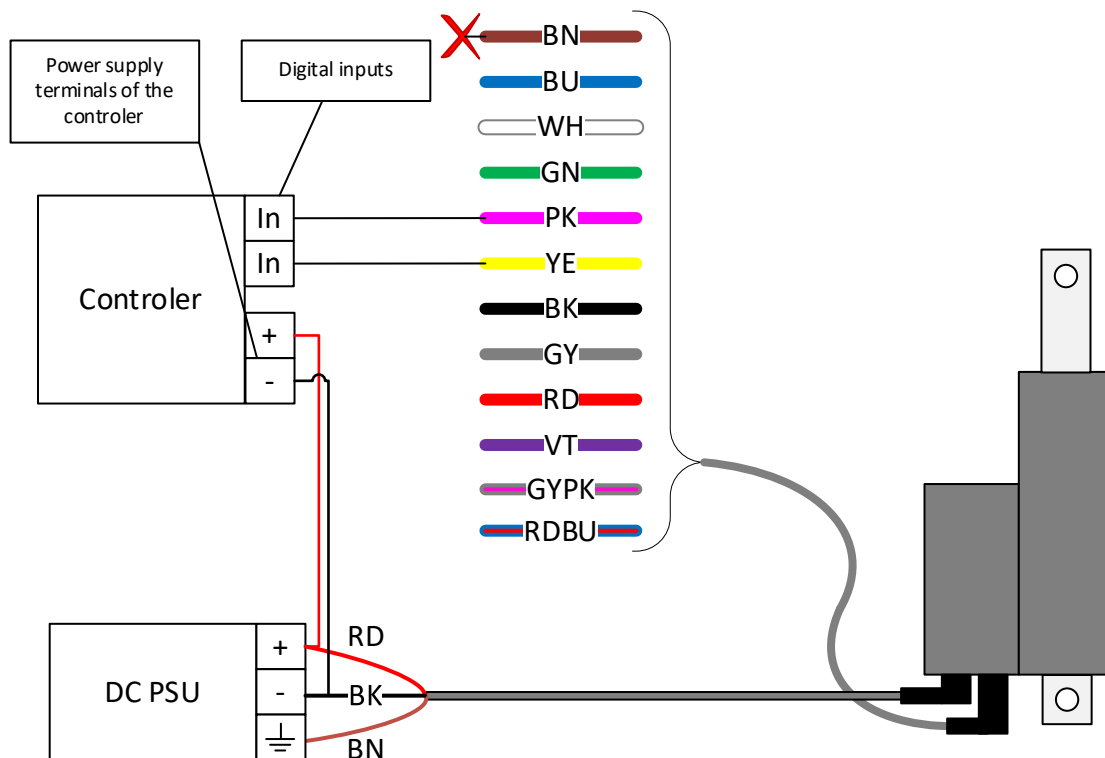 Power supply
terminals of the
controler
Digital inputs
BN
BU
WH
GN
PK
YE
BK
GY
RD
VT
GYPK
RDBU
In
In
Controler
+
-
DC PSU
+
-
RD
BK
BN